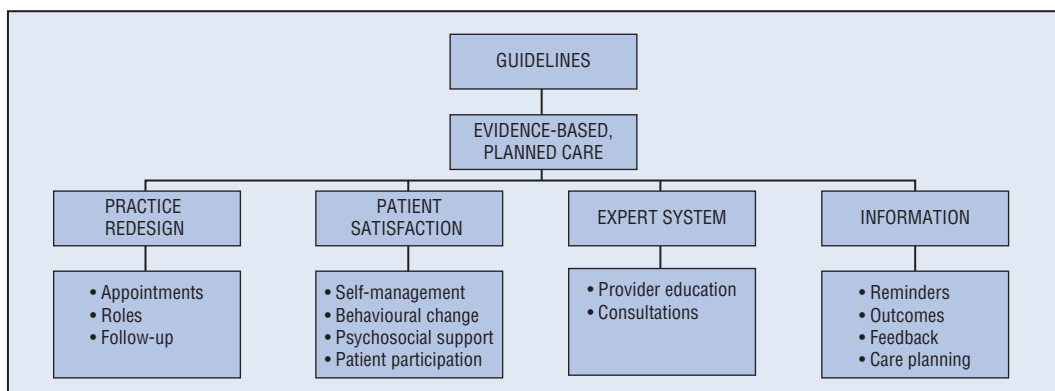 GUIDELINES
EVIDENCE-BASED,
PLANNED CARE
PRACTICE
REDESIGN
PATIENT
SATISFACTION
EXPERT SYSTEM
INFORMATION
• Appointments
• Roles
• Follow-up
• Self-management
• Behavioural change
• Psychosocial support
• Patient participation
• Provider education
• Consultations
• Reminders
• Outcomes
• Feedback
• Care planning